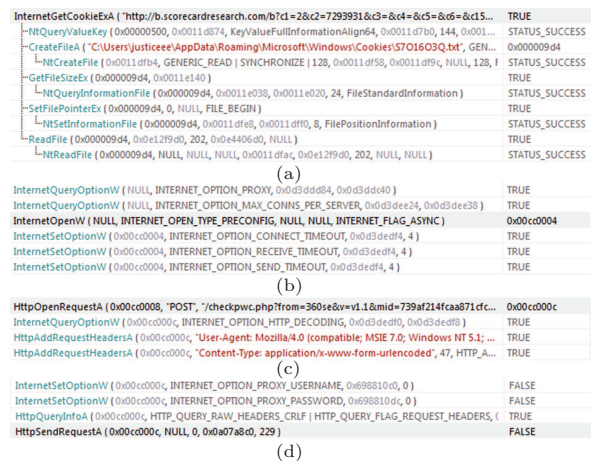 InternetGetCookieExA ( "http://b.scorecardresearch.com/b?c1=2&c2=7293931&c3=&c4=&c5=&c6=&c15... TRUE
NtQueryValueKey ( 0x00000500, 0x0011d874, KeyValueFullInformationAlign64, 0x0011d7b0, 144, 0x001... STATUS_SUCCESS
CreateFileA ( "C:\Users\justiceee\AppData\Roaming\Microsoft\Windows\Cookies\S7O16O3Q.txt", GEN... 0x000009d4
NtCreateFile ( 0x0011dfb4, GENERIC_READ | SYNCHRONIZE | 128, 0x0011df58, 0x0011df9c, NULL, 128, F STATUS_SUCCESS
GetFileSizeEx ( 0x000009d4, 0x0011e140 ) TRUE
NtQueryInformationFile ( 0x000009d4, 0x0011e038, 0x0011e020, 24, FileStandardInformation ) STATUS_SUCCESS
SetFilePointerEx ( 0x000009d4, 0, NULL, FILE_BEGIN ) TRUE
NtSetInformationFile ( 0x000009d4, 0x0011dfe8, 0x0011dff0, 8, FilePositionInformation ) STATUS_SUCCESS
ReadFile ( 0x000009d4, 0x0e12f9d0, 202, 0x0e4406d0, NULL ) TRUE
NtReadFile ( 0x000009d4, NULL, NULL, NULL, 0x0011dfac, 0x0e12f9d0, 202, NULL, NULL ) STATUS_SUCCESS
(a)
InternetQueryOptionW ( NULL, INTERNET_OPTION_PROXY, 0x0d3ddd84, 0x0d3ddc40 ) TRUE
InternetQueryOptionW ( NULL, INTERNET_OPTION_MAX_CONNS_PER_SERVER, 0x0d3dee24, 0x0d3dee38 ) TRUE
InternetOpenW ( NULL, INTERNET_OPEN_TYPE_PRECONFIG, NULL, NULL, INTERNET_FLAG_ASYNC ) 0x00cc0004
InternetSetOptionW ( 0x00cc0004, INTERNET_OPTION_CONNECT_TIMEOUT, 0x0d3dedf4, 4 ) TRUE
InternetSetOptionW ( 0x00cc0004, INTERNET_OPTION_RECEIVE_TIMEOUT, 0x0d3dedf4, 4 ) TRUE
InternetSetOptionW ( 0x00cc0004, INTERNET_OPTION_SEND_TIMEOUT, 0x0d3dedf4, 4 ) TRUE
(b)
HttpOpenRequestA ( 0x00cc0008, "POST", "/checkpwc.php?from=360se&v=v1.1&mid=739af214fcaa871cfc... 0x00cc000c
InternetQueryOptionW ( 0x00cc000c, INTERNET_OPTION_HTTP_DECODING, 0x0d3dedf0, 0x0d3dedf8 ) TRUE
HttpAddRequestHeadersA ( 0x00cc000c, "User-Agent: Mozilla/4.0 (compatible; MSIE 7.0; Windows NT 5.1; ... TRUE
HttpAddRequestHeadersA ( 0x00cc000c, "Content-Type: application/x-www-form-urlencoded", 47, HTTP_A... TRUE
(c)
InternetSetOptionW ( 0x00cc000c, INTERNET_OPTION_PROXY_USERNAME, 0x698810dc, 0 ) FALSE
InternetSetOptionW ( 0x00cc000c, INTERNET_OPTION_PROXY_PASSWORD, 0x698810dc, 0 ) FALSE
HttpQueryInfoA ( 0x00cc000c, HTTP_QUERY_RAW_HEADERS_CRLF | HTTP_QUERY_FLAG_REQUEST_HEADERS, TRUE
HttpSendRequestA ( 0x00cc000c, NULL, 0, 0x0a07a8c0, 229 ) FALSE
(d)